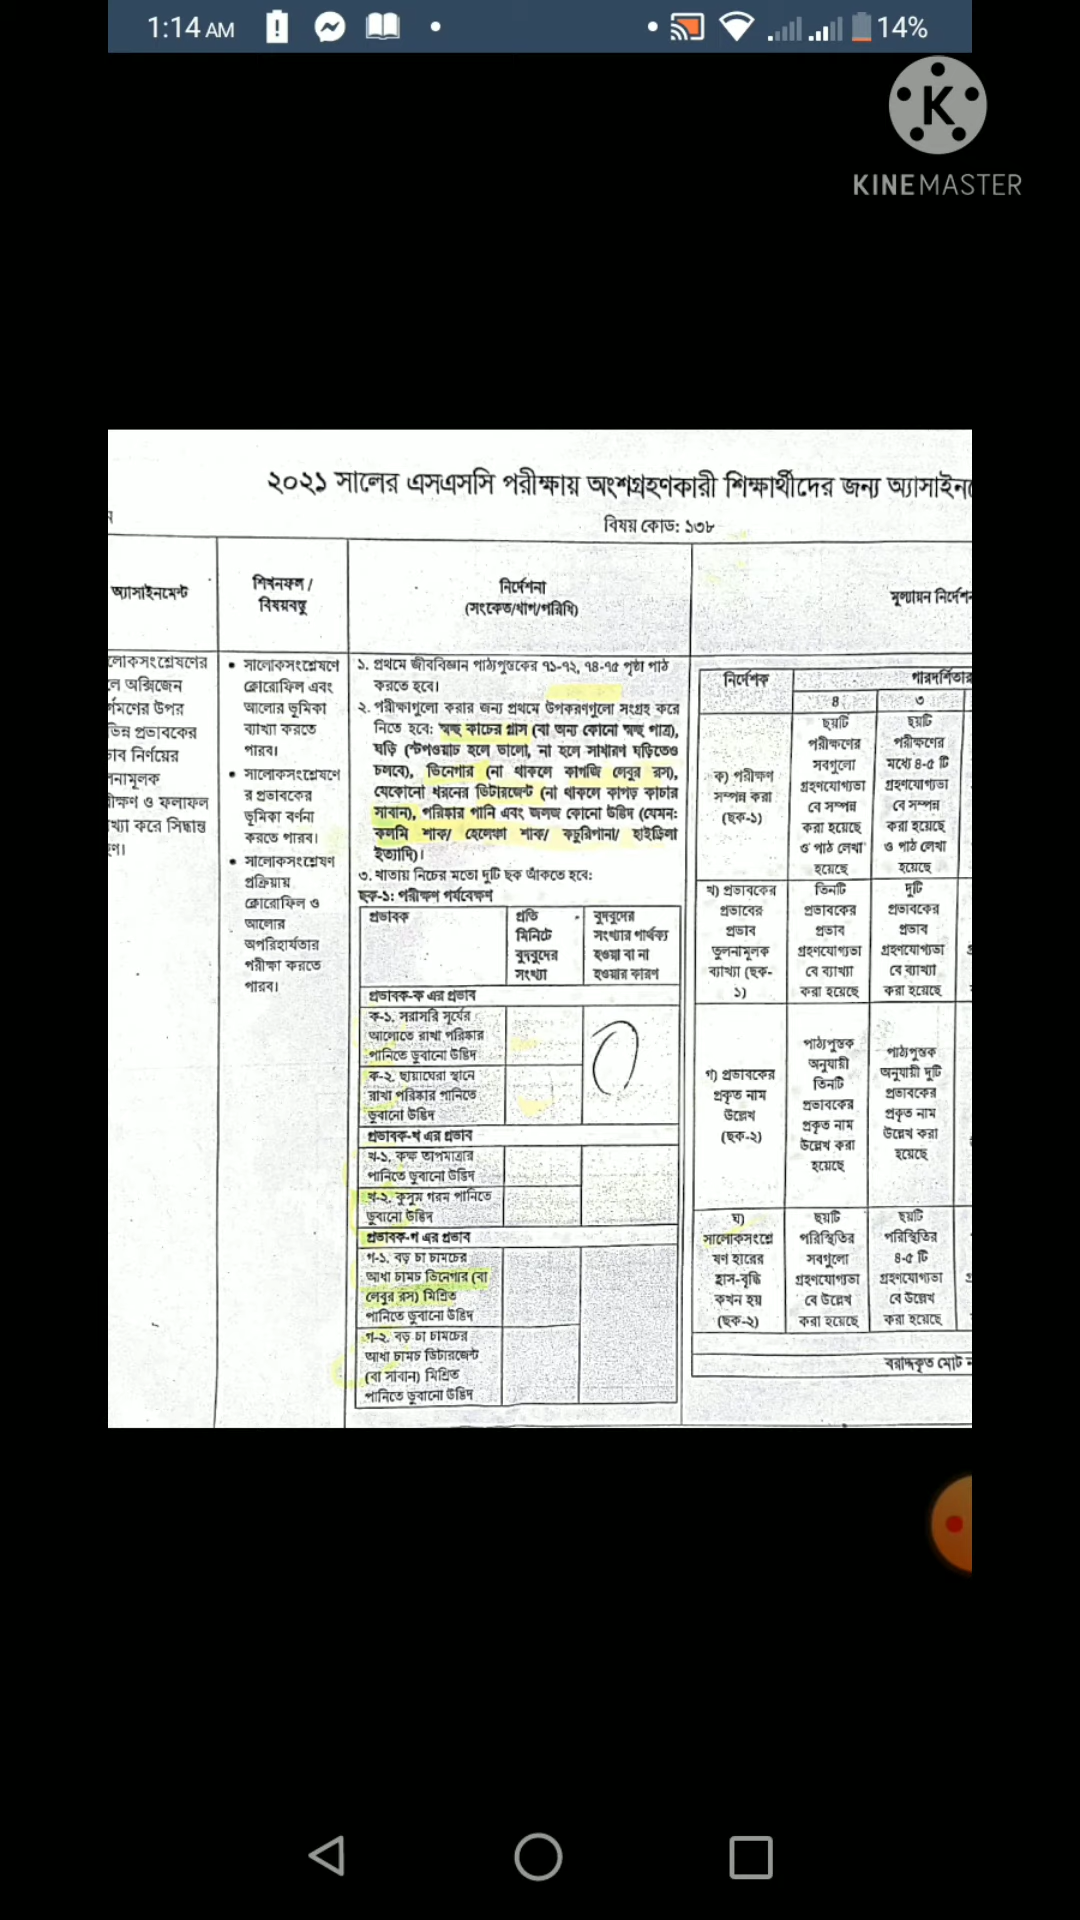 1:14 AM
14%
K
KINEMASTER
২০২১ সালের এসএসসি পরীক্ষায় অংশগ্রহণকারী শিক্ষার্থীদের জন্য
বিষয় কোড: ১৩৮
অ্যাসাইনমেন্ট
শিখনফল /
বিষয়বস্তু
নির্দেশনা
(সংকেত/ধাপ/পরিধি)
মূল্যায়ন
অক্সিজেন
উপর
প্রভাবকের
নির্ণয়ের
ও ফলাফল
করে সিদ্ধান্ত
• সালোকসংশ্লেষণে
ক্লোরোফিল এবং
আলোর ভূমিকা
ব্যাখ্যা করতে
পারব।
• সালোকসংশ্লেষণে
র প্রভাবকের
ভূমিকা বর্ণনা
করতে পারব।
• সালোকসংশ্লেষণ
প্রক্রিয়ায়
ক্লোরোফিল ও
আলোর
অপরিহার্যতার
পরীক্ষা করতে
পারব।
১. প্রথমে জীববিজ্ঞান পাঠ্যপুস্তকের ৭১-৭২, ৭৪-৭৫ পৃষ্ঠা পাঠ
করতে হবে।
২. পরীক্ষাগুলো করার জন্য প্রথমে উপকরণগুলো সংগ্রহ করে
নিতে হবে: স্বচ্ছ কাচের গ্লাস (বা অন্য কোনো স্বচ্ছ পাত্র),
ঘড়ি (স্টপওয়াচ হলে ভালো, না হলে সাধারণ ঘড়িতেও
চলবে), ভিনেগার (না থাকলে কাগজি লেবুর রস),
যেকোনো ধরনের ডিটারজেন্ট (না থাকলে কাপড় কাচার
সাবান), পরিষ্কার পানি এবং জলজ কোনো উদ্ভিদ (যেমন:
কলমি শাক/ হেলেঞ্চা শাক/ কচুরিপানা/ হাইড্রিলা
ইত্যাদি)।
৩. খাতায় নিচের মতো দুটি ছক আঁকতে হবে:
ছক-১: পরীক্ষণ পর্যবেক্ষণ
প্রভাবক
প্রতি
মিনিটে
বুদবুদের
সংখ্যা
বুদবুদের
সংখ্যার পার্থক্য
হওয়া বা না
হওয়ার কারণ
প্রভাবক-ক এর প্রভাব
ক-১. সরাসরি সূর্যের
আলোতে রাখা পরিষ্কার
পানিতে ডুবানো উদ্ভিদ
ক-২. ছায়াঘেরা স্থানে
রাখা পরিষ্কার পানিতে
ডুবানো উদ্ভিদ
প্রভাবক-খ এর প্রভাব
খ-১. কক্ষ তাপমাত্রার
পানিতে ডুবানো উদ্ভিদ
খ-২. কুসুম গরম পানিতে
ডুবানো উদ্ভিদ
প্রভাবক-গ এর প্রভাব
গ-১. বড় চা চামচের
আধা চামচ ভিনেগার (বা
লেবুর রস) মিশ্রিত
পানিতে ডুবানো উদ্ভিদ
গ-২. বড় চা চামচের
আধা চামচ ডিটারজেন্ট
(বা সাবান) মিশ্রিত
পানিতে ডুবানো উদ্ভিদ
নির্দেশক
৪
৩
ক) পরীক্ষণ
সম্পন্ন করা
(ছক-১)
ছয়টি
পরীক্ষণের
সবগুলো
গ্রহণযোগ্যতা
বে সম্পন্ন
করা হয়েছে
ও পাঠ লেখা
হয়েছে
ছয়টি
পরীক্ষণের
মধ্যে ৪-৫ টি
গ্রহণযোগ্যতা
বে সম্পন্ন
করা হয়েছে
ও পাঠ লেখা
হয়েছে
খ) প্রভাবকের
প্রভাবের
প্রভাব
তুলনামূলক
ব্যাখ্যা (ছক-
১)
তিনটি
প্রভাবকের
প্রভাব
গ্রহণযোগ্যতা
বে ব্যাখ্যা
করা হয়েছে
দুটি
প্রভাবকের
প্রভাব
গ্রহণযোগ্যতা
বে ব্যাখ্যা
করা হয়েছে
গ) প্রভাবকের
প্রকৃত নাম
উল্লেখ
(ছক-২)
পাঠ্যপুস্তক
অনুযায়ী
তিনটি
প্রভাবকের
প্রকৃত নাম
উল্লেখ করা
হয়েছে
পাঠ্যপুস্তক
অনুযায়ী দুটি
প্রভাবকের
প্রকৃত নাম
উল্লেখ করা
হয়েছে
ঘ)
সালোকসংশ্লে
ষণ হারের
হ্রাস-বৃদ্ধি
কখন হয়
(ছক-২)
ছয়টি
পরিস্থিতির
সবগুলো
গ্রহণযোগ্যতা
বে উল্লেখ
করা হয়েছে
ছয়টি
পরিস্থিতির
৪-৫ টি
গ্রহণযোগ্যতা
বে উল্লেখ
করা হয়েছে
বরাদ্দকৃত মোট